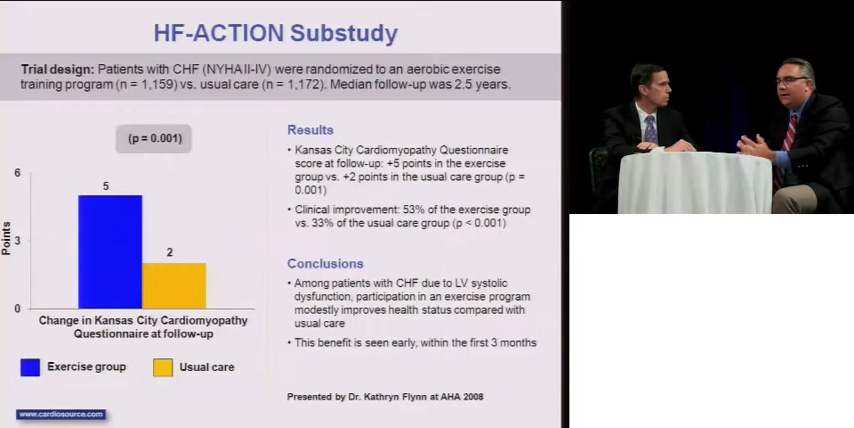 HF-ACTION Substudy
Trial design: Patients with CHF (NYHA II-IV) were randomized to an aerobic exercise
training program (n = 1,159) vs. usual care (n = 1,172). Median follow-up was 2.5 years.
(p = 0.001)
6
5
2
3
0
Points
Change in Kansas City Cardiomyopathy
Questionnaire at follow-up
Exercise group
Usual care
www.cardiosource.com
Results
• Kansas City Cardiomyopathy Questionnaire
score at follow-up: +5 points in the exercise
group vs. +2 points in the usual care group (p =
0.001)
• Clinical improvement: 53% of the exercise group
vs. 33% of the usual care group (p < 0.001)
Conclusions
• Among patients with CHF due to LV systolic
dysfunction, participation in an exercise program
modestly improves health status compared with
usual care
• This benefit is seen early, within the first 3 months
Presented by Dr. Kathryn Flynn at AHA 2008